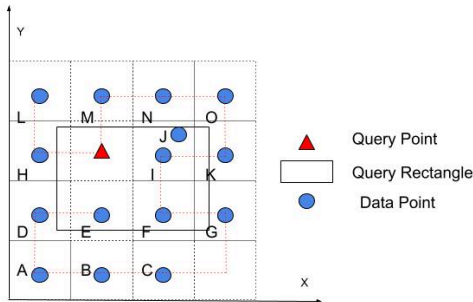 Y
L M N O
J
H I K
D E F G
A B C
X
Query Point
Query Rectangle
Data Point